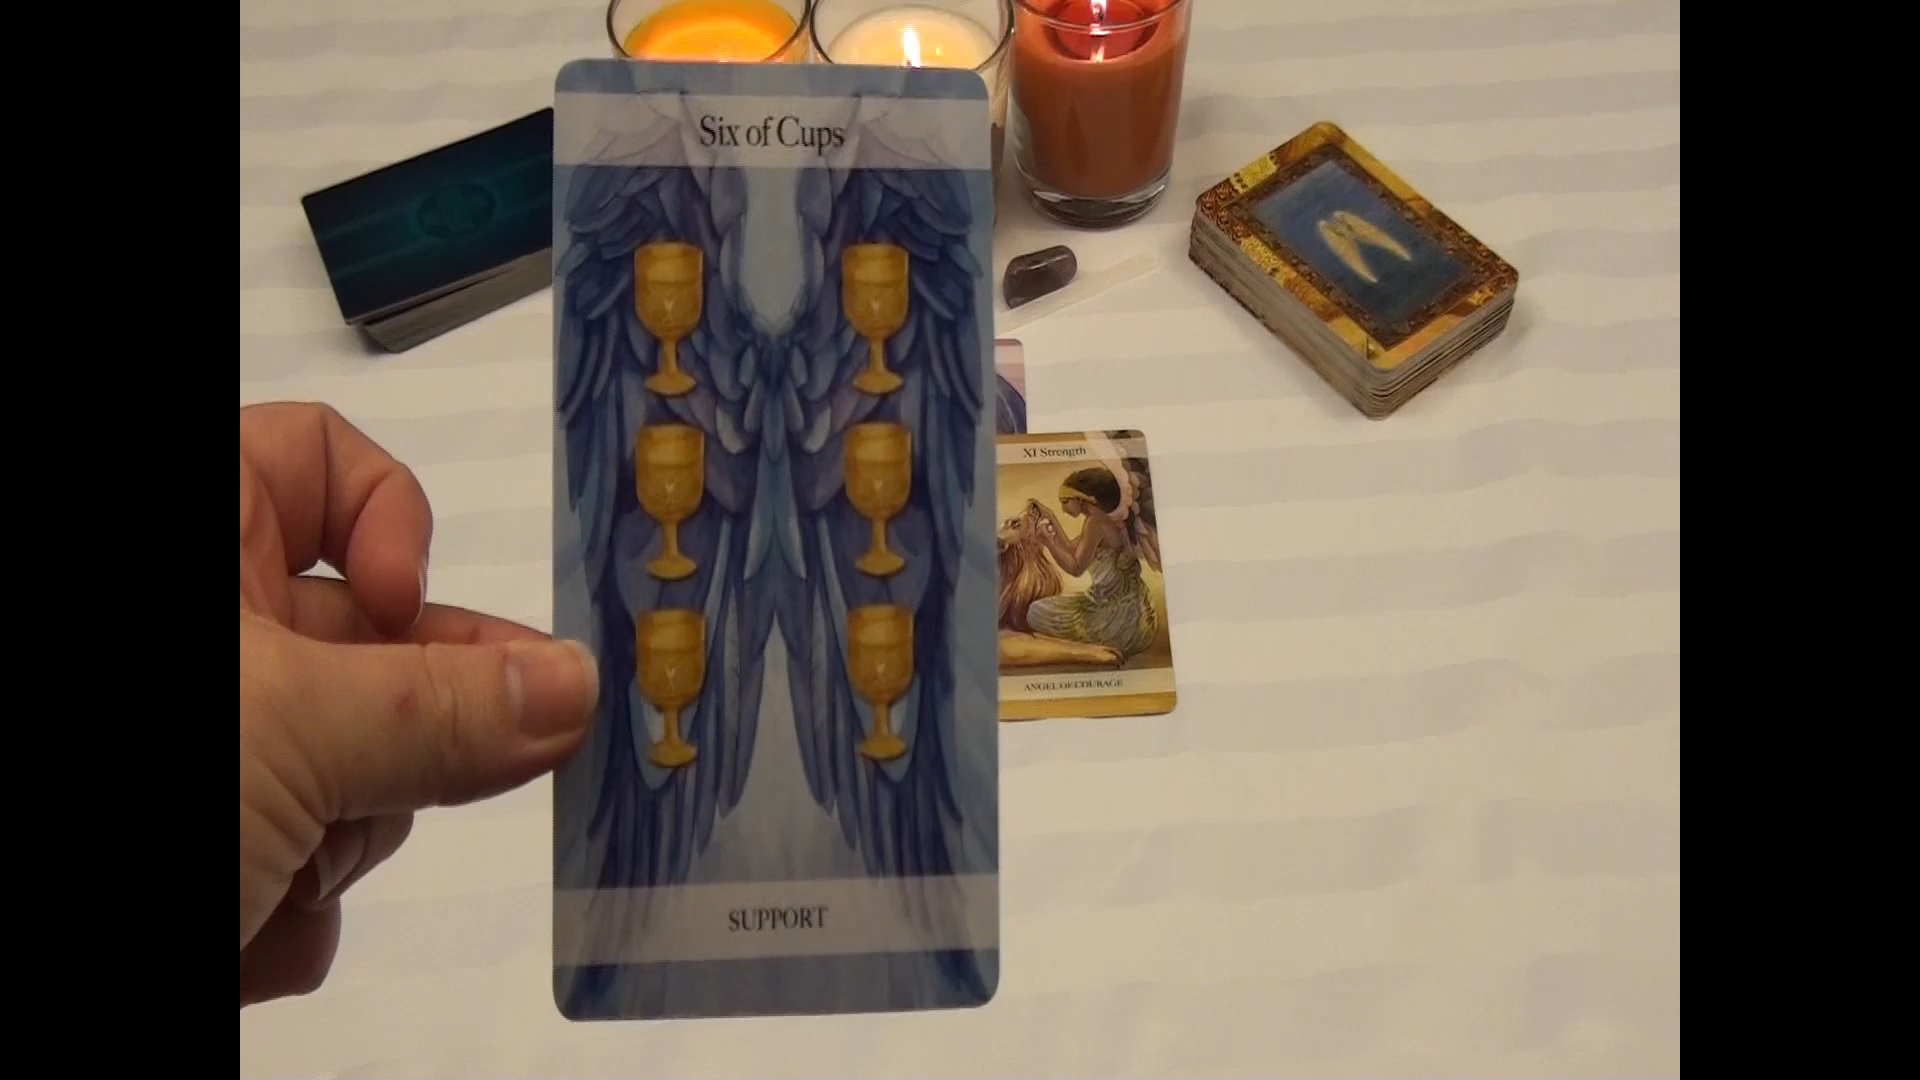 Six of Cups
SUPPORT
XI Strength
ANGEL OF COURAGE